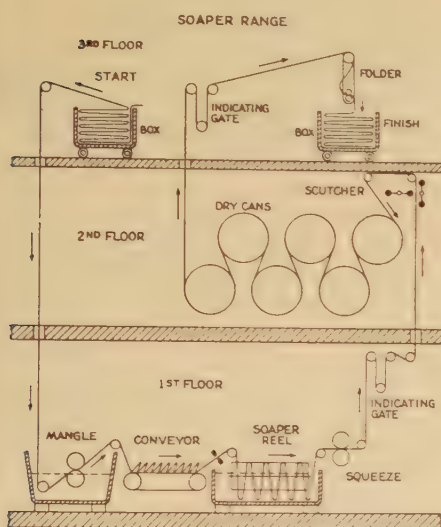 SOAPER RANGE
3RD FLOOR
START
BOX
INDICATING
GATE
FOLDER
BOX
FINISH
SCUTCHER
DRY CANS
2ND FLOOR
1ST FLOOR
INDICATING
GATE
MANGLE
CONVEYOR
SOAPER
REEL
SQUEEZE